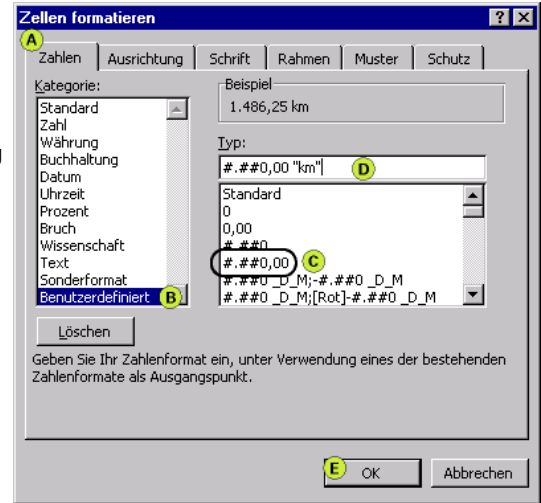 Zellen formatieren
A
Zahlen Ausrichtung Schrift Rahmen Muster Schutz
Kategorie:
Standard
Zahl
Währung
Buchhaltung
Datum
Uhrzeit
Prozent
Bruch
Wissenschaft
Text
Sonderformat
Benutzerdefiniert B
Beispiel
1.486,25 km
Typ:
#.##0,00 "km" D
Standard
0
0,00
#.##0
#.##0,00 C
#.##0 _D_M;-#.##0 _D_M
#.##0 _D_M;[Rot]-#.##0 _D_M
Löschen
Geben Sie Ihr Zahlenformat ein, unter Verwendung eines der bestehenden
Zahlenformate als Ausgangspunkt.
E OK Abbrechen